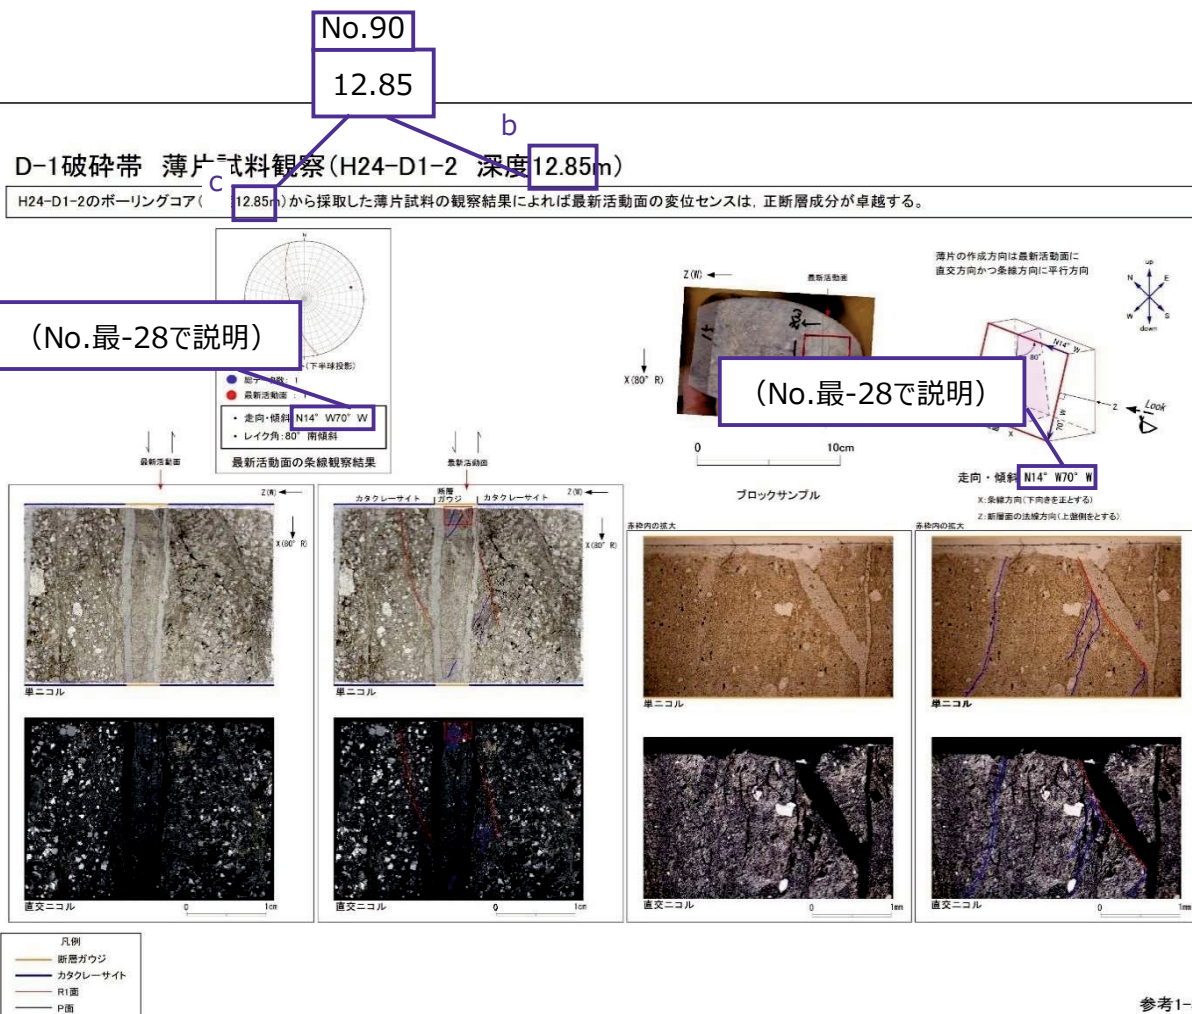 No.90
12.85
b
D-1破砕帯 薄片試料観察(H24-D1-2 深度12.85m)
c
H24-D1-2のボーリングコア( 12.85m)から採取した薄片試料の観察結果によれば最新活動面の変位センスは，正断層成分が卓越する。
N
(下半球投影)
最新活動面 : 1
(No.最-28で説明)
・ 走向・傾斜 N14° W70° W
・ レイク角:80° 南傾斜
最新活動面の条線観察結果
Z(W)
最新活動面
X(80° R)
0 10cm
ブロックサンプル
薄片の作成方向は最新活動面に
直交方向かつ条線方向に平行方向
up
N E
W S
down
N14° W
80°
70° W
Z
Look
X
(No.最-28で説明)
走向・傾斜 N14° W70° W
X:条線方向(下向きを正とする)
Z:断層面の法線方向(上盤側をとする)
最新活動面
Z(W)
X(80° R)
単ニコル
直交ニコル
0 1cm
最新活動面
カタクレーサイト 断層ガウジ カタクレーサイト
Z(W)
X(80° R)
単ニコル
直交ニコル
0 1cm
赤枠内の拡大
単ニコル
直交ニコル
0 1mm
赤枠内の拡大
単ニコル
直交ニコル
0 1mm
凡例
断層ガウジ
カタクレーサイト
R1面
P面
参考1-